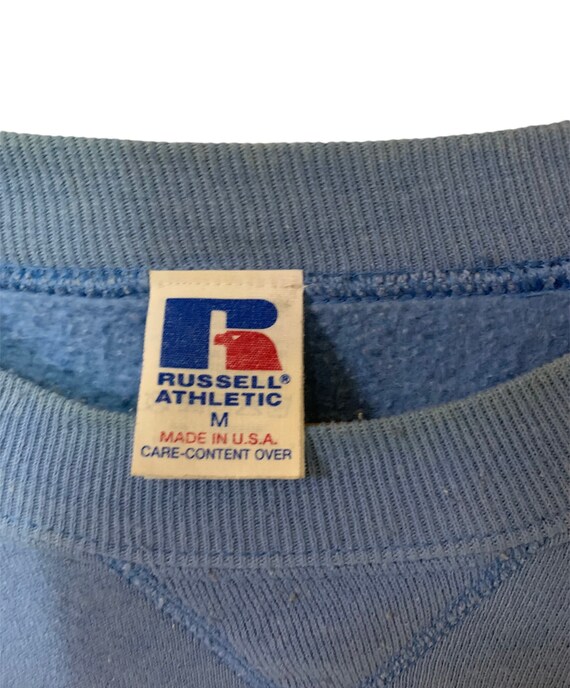 R
RUSSELL®
ATHLETIC
M
MADE IN U.S.A.
CARE-CONTENT OVER